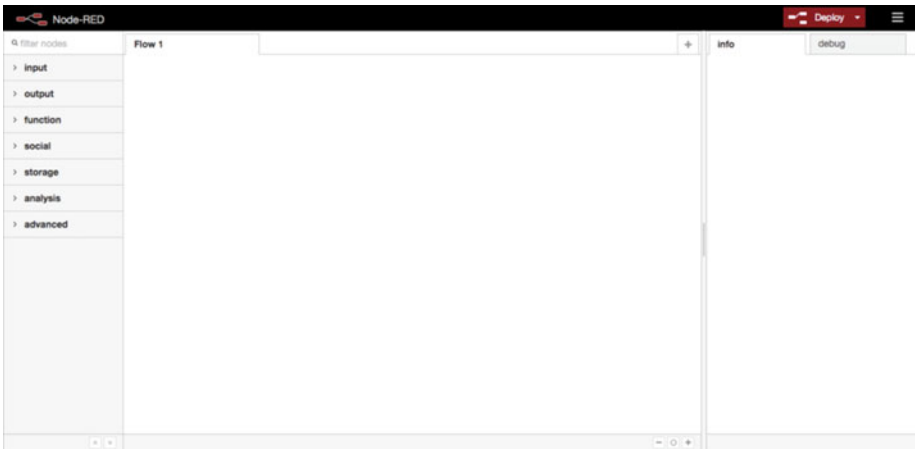 Node-RED
Deploy
filter nodes
Flow 1
+
info
debug
input
output
function
social
storage
analysis
advanced